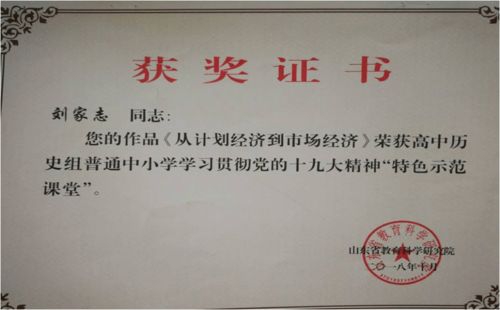 获奖证书
刘家志 同志:
您的作品《从计划经济到市场经济》荣获高中历
史组普通中小学学习贯彻党的十九大精神“特色示范
课堂”。
山东省教育科学研究院
〇一八年十月